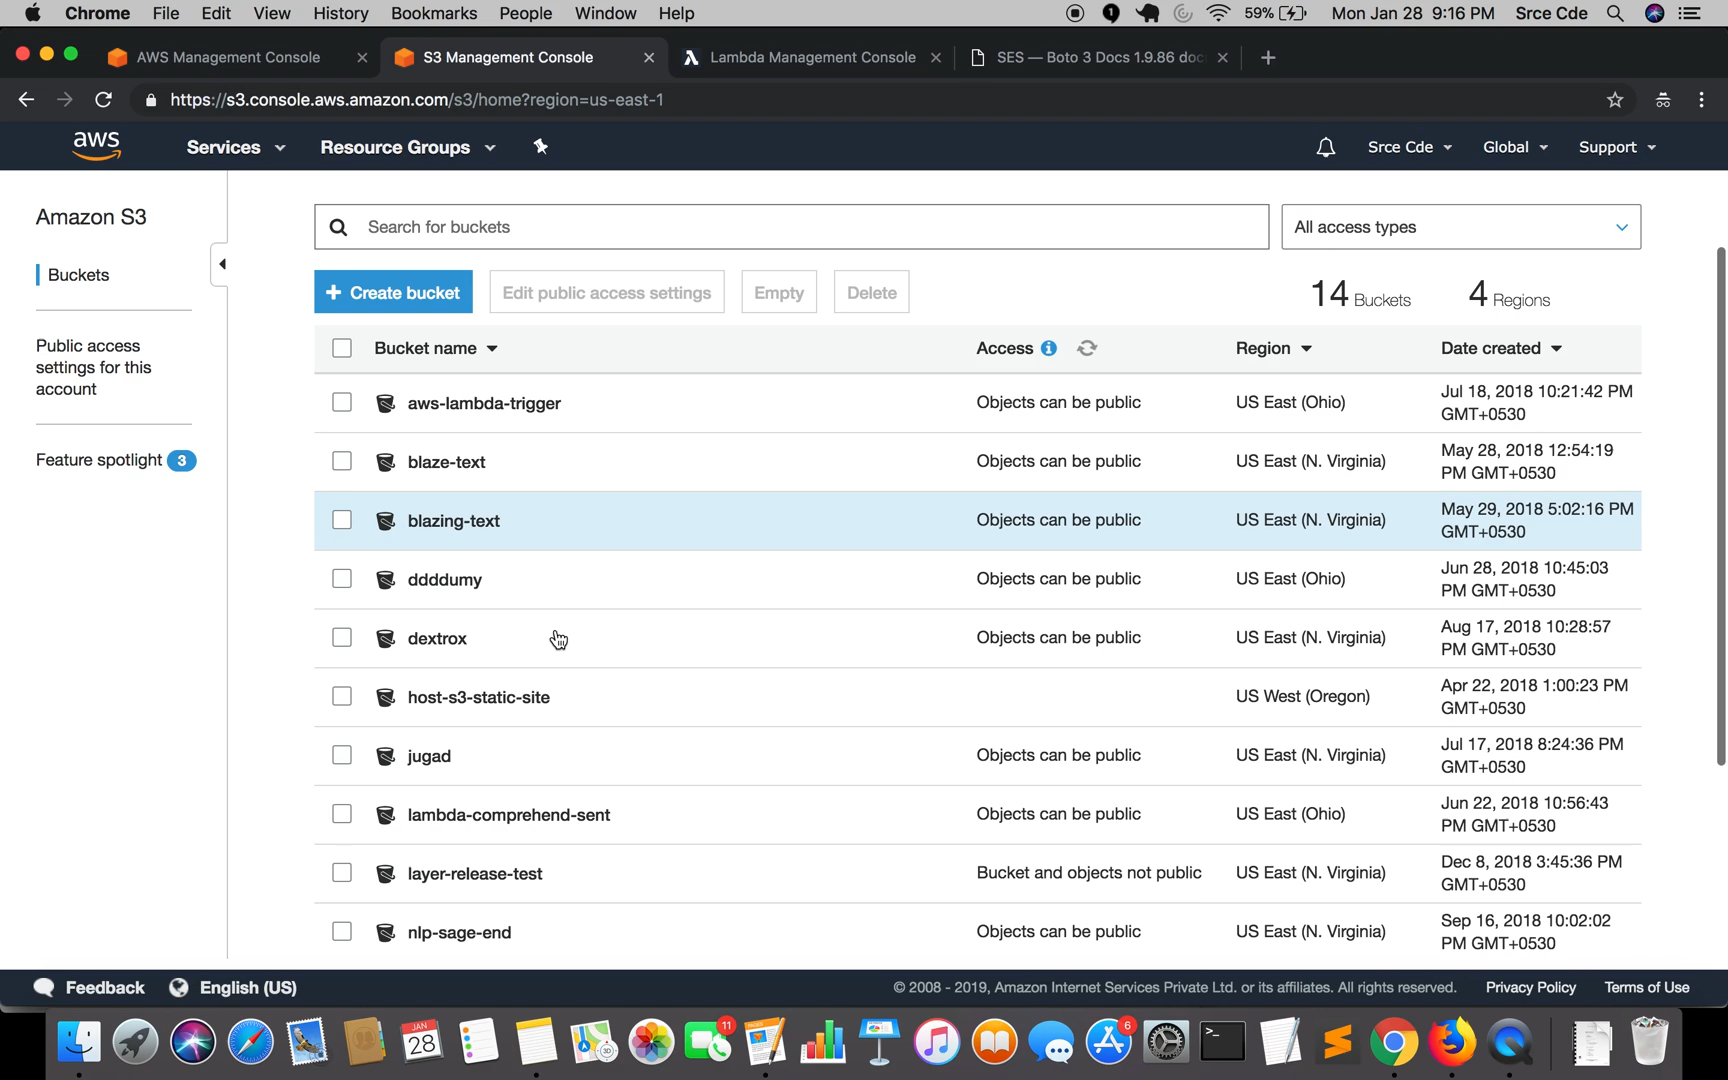 Chrome File Edit View History Bookmarks People Window Help 59% Mon Jan 28 9:16 PM Srce Cde
AWS Management Console S3 Management Console Lambda Management Console SES — Boto 3 Docs 1.9.86 doc
https://s3.console.aws.amazon.com/s3/home?region=us-east-1
aws Services Resource Groups Srce Cde Global Support
Amazon S3
Buckets
Public access
settings for this
account
Feature spotlight 3
Search for buckets All access types
+ Create bucket Edit public access settings Empty Delete 14 Buckets 4 Regions
Bucket name Access Region Date created
aws-lambda-trigger Objects can be public US East (Ohio) Jul 18, 2018 10:21:42 PM
GMT+0530
blaze-text Objects can be public US East (N. Virginia) May 28, 2018 12:54:19
PM GMT+0530
blazing-text Objects can be public US East (N. Virginia) May 29, 2018 5:02:16 PM
GMT+0530
ddddumy Objects can be public US East (Ohio) Jun 28, 2018 10:45:03
PM GMT+0530
dextrox Objects can be public US East (N. Virginia) Aug 17, 2018 10:28:57
PM GMT+0530
host-s3-static-site US West (Oregon) Apr 22, 2018 1:00:23 PM
GMT+0530
jugad Objects can be public US East (N. Virginia) Jul 17, 2018 8:24:36 PM
GMT+0530
lambda-comprehend-sent Objects can be public US East (Ohio) Jun 22, 2018 10:56:43
PM GMT+0530
layer-release-test Bucket and objects not public US East (N. Virginia) Dec 8, 2018 3:45:36 PM
GMT+0530
nlp-sage-end Objects can be public US East (N. Virginia) Sep 16, 2018 10:02:02
PM GMT+0530
Feedback English (US) © 2008 - 2019, Amazon Internet Services Private Ltd. or its affiliates. All rights reserved. Privacy Policy Terms of Use
JAN
28
11
6